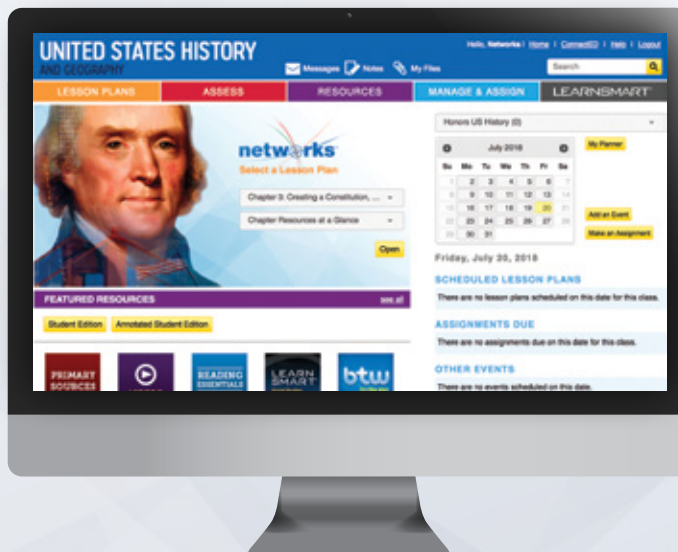 UNITED STATES HISTORY
AND GEOGRAPHY
Messages Notes My Files
Hello, Networks | Home | ConnectED | Help | Logout
Search
LESSON PLANS ASSESS RESOURCES MANAGE & ASSIGN LEARNSMART
networks
Select a Lesson Plan
Chapter 3: Creating a Constitution, ...
Chapter Resources at a Glance
Open
FEATURED RESOURCES see all
Student Edition Annotated Student Edition
PRIMARY
SOURCES
READING
ESSENTIALS
LEARN
SMART
btw
Honors US History (0)
July 2018
My Planner
Su Mo Tu We Th Fr Sa
1 2 3 4 5 6 7
8 9 10 11 12 13 14
15 16 17 18 19 20 21
22 23 24 25 26 27 28
29 30 31
Add an Event
Make an Assignment
Friday, July 20, 2018
SCHEDULED LESSON PLANS
There are no lesson plans scheduled on this date for this class.
ASSIGNMENTS DUE
There are no assignments due on this date for this class.
OTHER EVENTS
There are no events scheduled on this date.